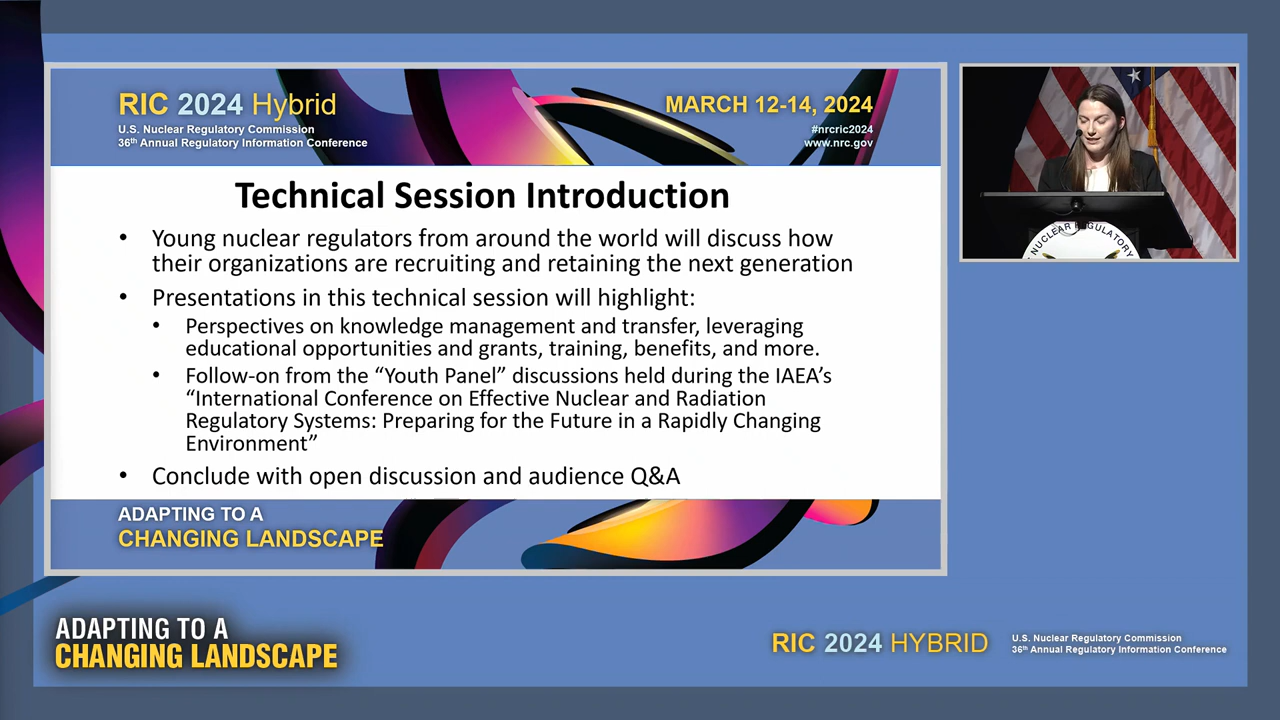 RIC 2024 Hybrid
U.S. Nuclear Regulatory Commission
36th Annual Regulatory Information Conference
MARCH 12-14, 2024
#nrcric2024
www.nrc.gov
Technical Session Introduction
• Young nuclear regulators from around the world will discuss how
their organizations are recruiting and retaining the next generation
• Presentations in this technical session will highlight:
• Perspectives on knowledge management and transfer, leveraging
educational opportunities and grants, training, benefits, and more.
• Follow-on from the “Youth Panel” discussions held during the IAEA’s
“International Conference on Effective Nuclear and Radiation
Regulatory Systems: Preparing for the Future in a Rapidly Changing
Environment”
• Conclude with open discussion and audience Q&A
ADAPTING TO A
CHANGING LANDSCAPE
NUCLEAR REGULATORY
ADAPTING TO A
CHANGING LANDSCAPE
RIC 2024 HYBRID
U.S. Nuclear Regulatory Commission
36th Annual Regulatory Information Conference